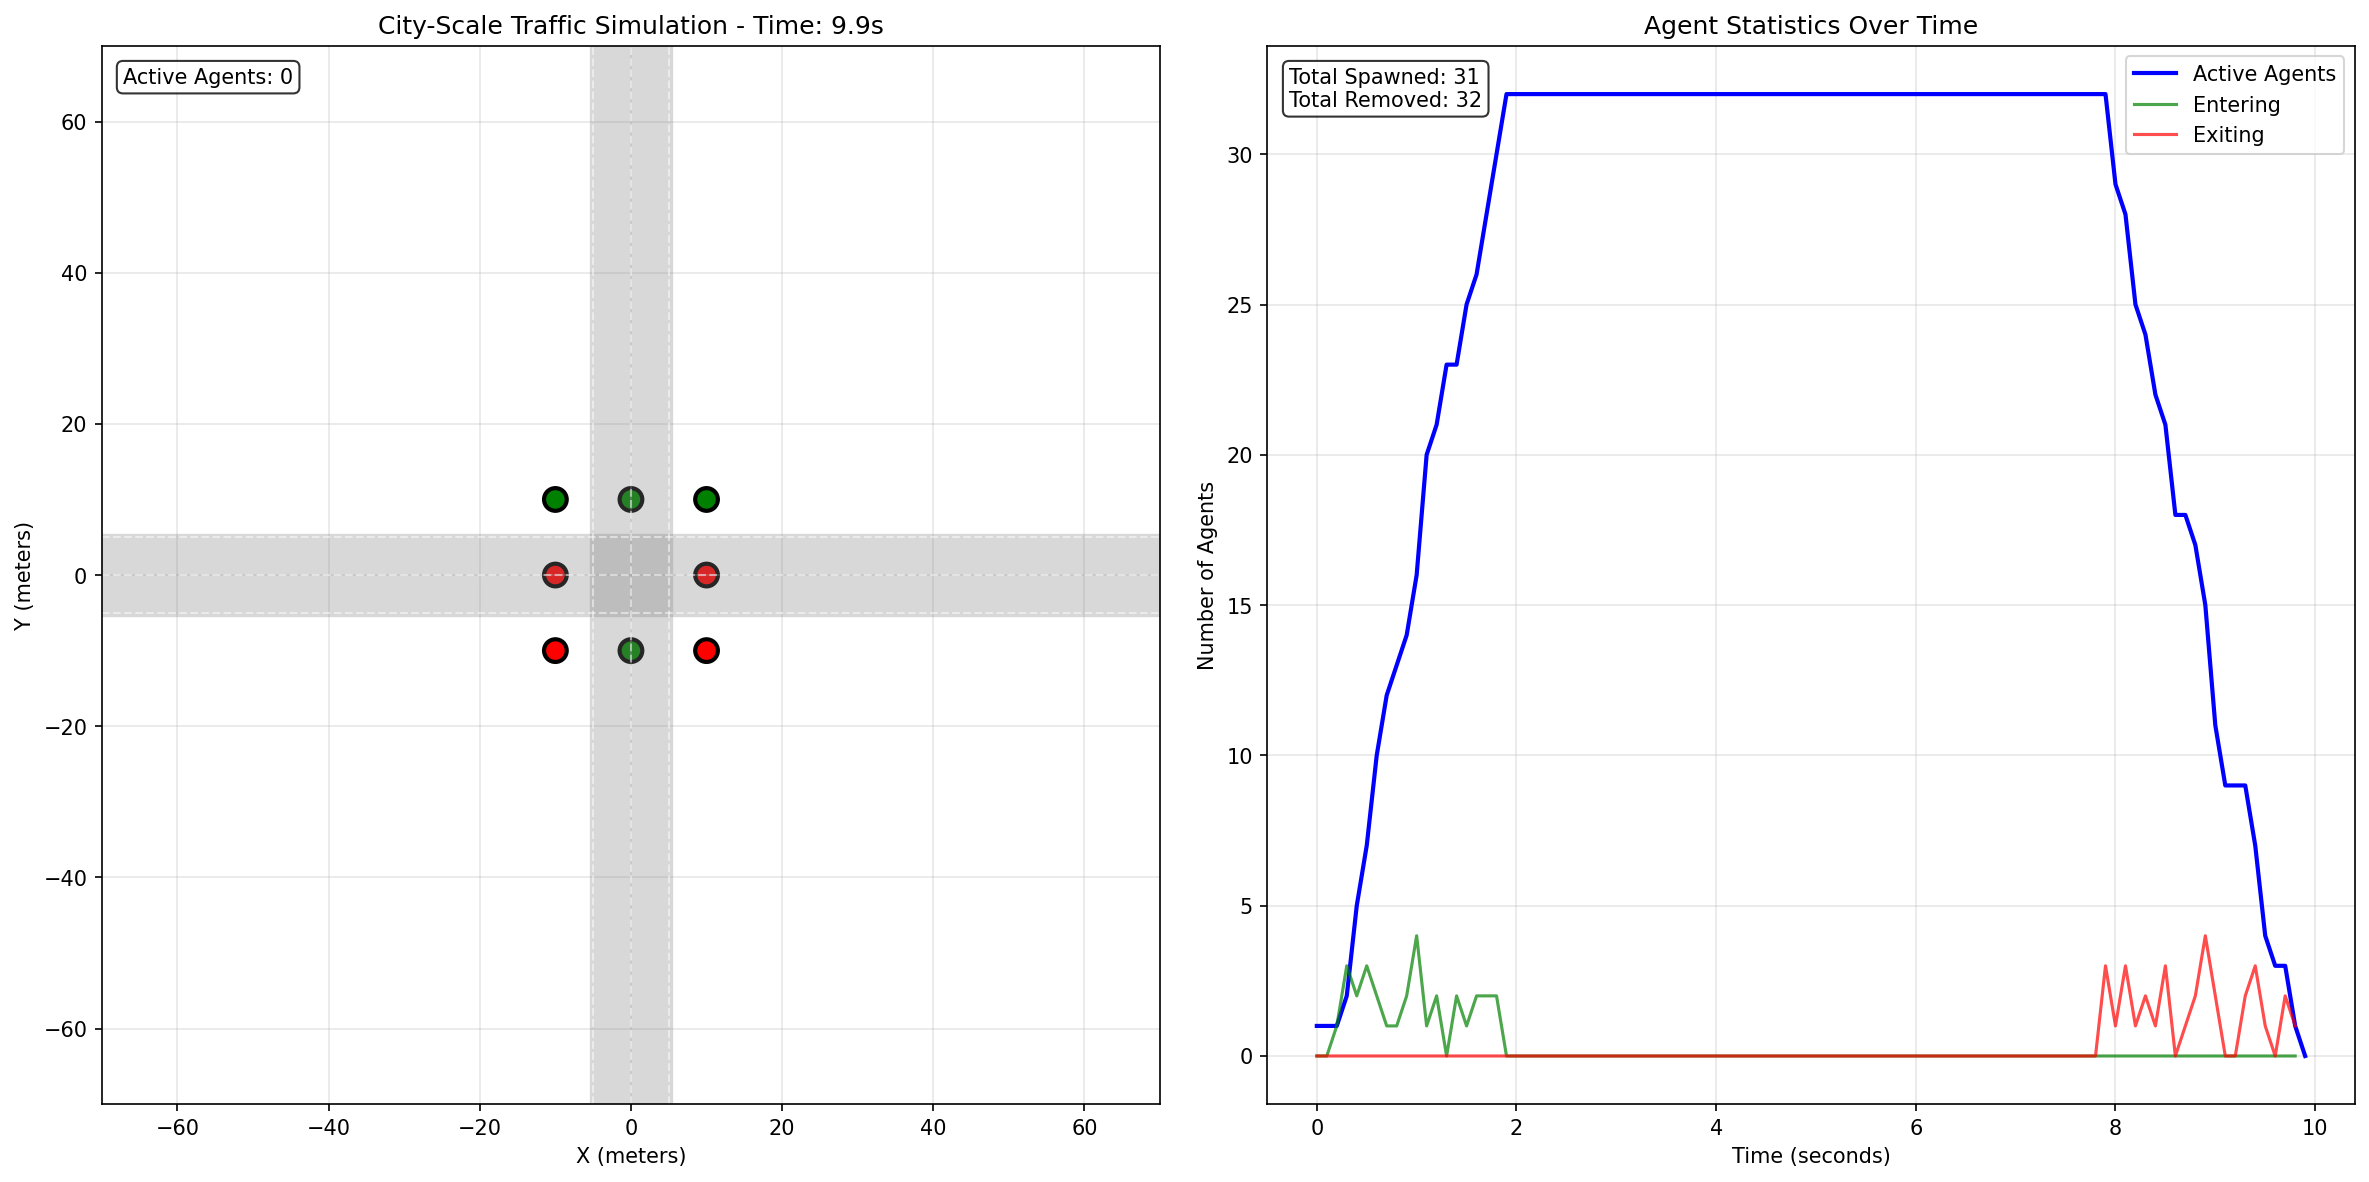 City-Scale Traffic Simulation - Time: 9.9s
Active Agents: 0
60
40
20
0
−20
−40
−60
Y (meters)
−60
−40
−20
0
20
40
60
X (meters)
Agent Statistics Over Time
Total Spawned: 31
Total Removed: 32
Active Agents
Entering
Exiting
30
25
20
15
10
5
0
Number of Agents
0
2
4
6
8
10
Time (seconds)